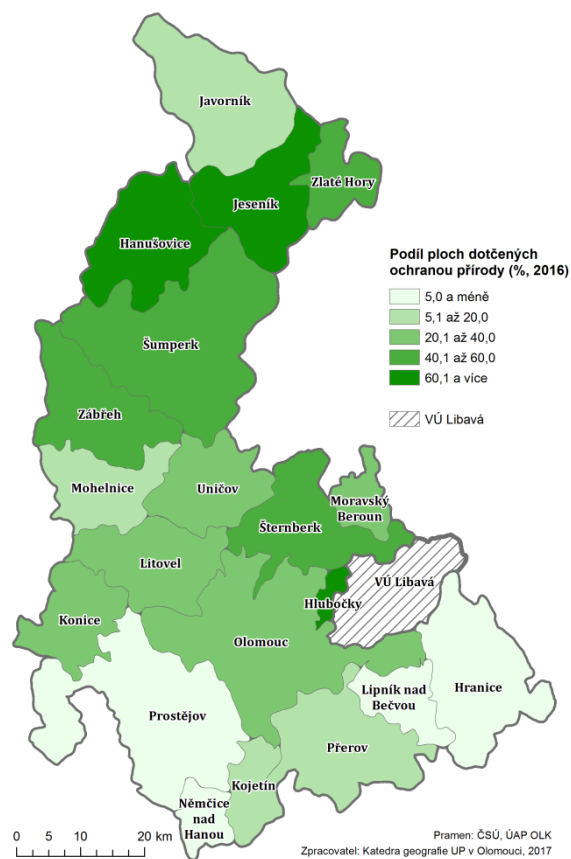 Javorník
Zlaté Hory
Jeseník
Hanušovice
Podíl ploch dotčených
ochranou přírody (%, 2016)
5,0 a méně
5,1 až 20,0
20,1 až 40,0
40,1 až 60,0
60,1 a více
VÚ Libavá
Šumperk
Zábřeh
Mohelnice
Uničov
Moravský
Beroun
Šternberk
Litovel
VÚ Libavá
Hlubočky
Konice
Olomouc
Lipník nad
Bečvou
Hranice
Prostějov
Přerov
Kojetín
Němčice
nad
Hanou
0 5 10 20 km
Pramen: ČSÚ, ÚAP OLK
Zpracovatel: Katedra geografie UP v Olomouci, 2017